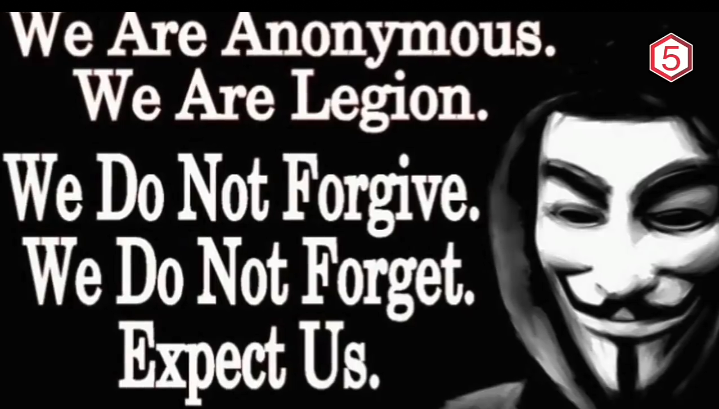 We Are Anonymous.
We Are Legion.
We Do Not Forgive.
We Do Not Forget.
Expect Us.
5